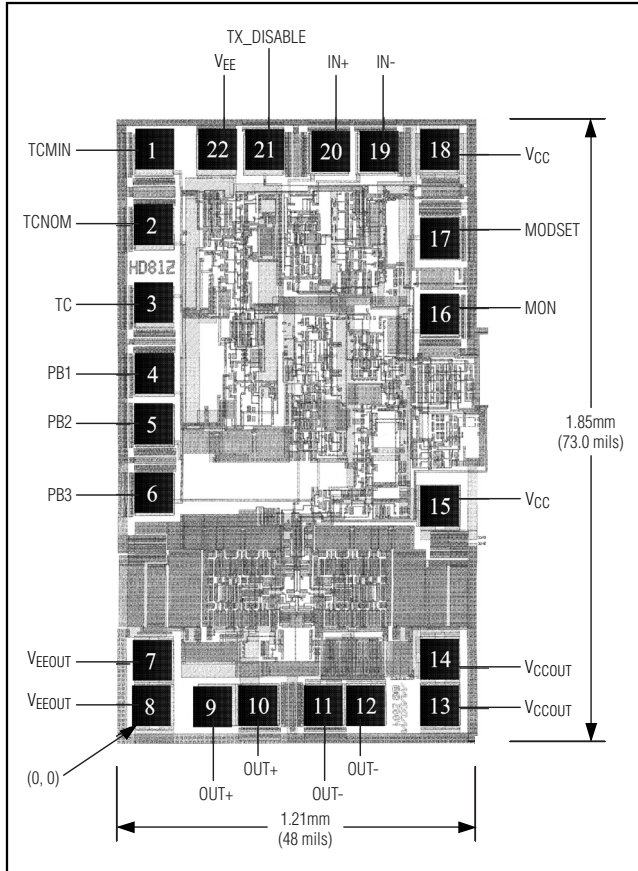 TX_DISABLE
VEE
IN+
IN-
TCMIN
1
22
21
20
19
18
VCC
TCNOM
2
17
MODSET
HD81Z
TC
3
16
MON
PB1
4
PB2
5
1.85mm
(73.0 mils)
PB3
6
15
VCC
VEEOUT
7
14
VCCOUT
VEEOUT
8
9
10
11
12
13
VCCOUT
(0, 0)
OUT+
OUT-
OUT+
OUT-
1.21mm
(48 mils)